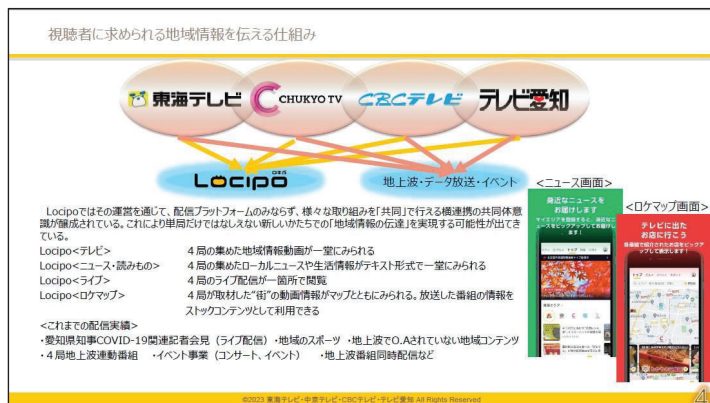 視聴者に求められる地域情報を伝える仕組み
東海テレビ
CHUKYO TV
CBCテレビ
テレビ愛知
ロキポ
Locipo
地上波・データ放送・イベント
<ニュース画面>
<ロケマップ画面>
身近なニュースを
お届けします
テレビに出た
お店に行こう
Locipoではその運営を通じて、配信プラットフォームのみならず、様々な取り組みを「共同」で行える横連携の共同体意
識が醸成されている。これにより単局だけではなしえない新しいかたちでの「地域情報の伝達」を実現する可能性が出てき
ている。
Locipo<テレビ> 4局の集めた地域情報動画が一堂にみられる
Locipo<ニュース・読みもの> 4局の集めたローカルニュースや生活情報がテキスト形式で一堂にみられる
Locipo<ライブ> 4局のライブ配信が一箇所で閲覧
Locipo<ロケマップ> 4局が取材した"街"の動画情報がマップとともにみられる。放送した番組の情報を
ストックコンテンツとして利用できる
<これまでの配信実績>
・愛知県知事COVID-19関連記者会見（ライブ配信） ・地域のスポーツ ・地上波でO.Aされていない地域コンテンツ
・４局地上波連動番組 ・イベント事業（コンサート、イベント） ・地上波番組同時配信など
©2023 東海テレビ・中京テレビ・CBCテレビ・テレビ愛知 All Rights Reserved
4